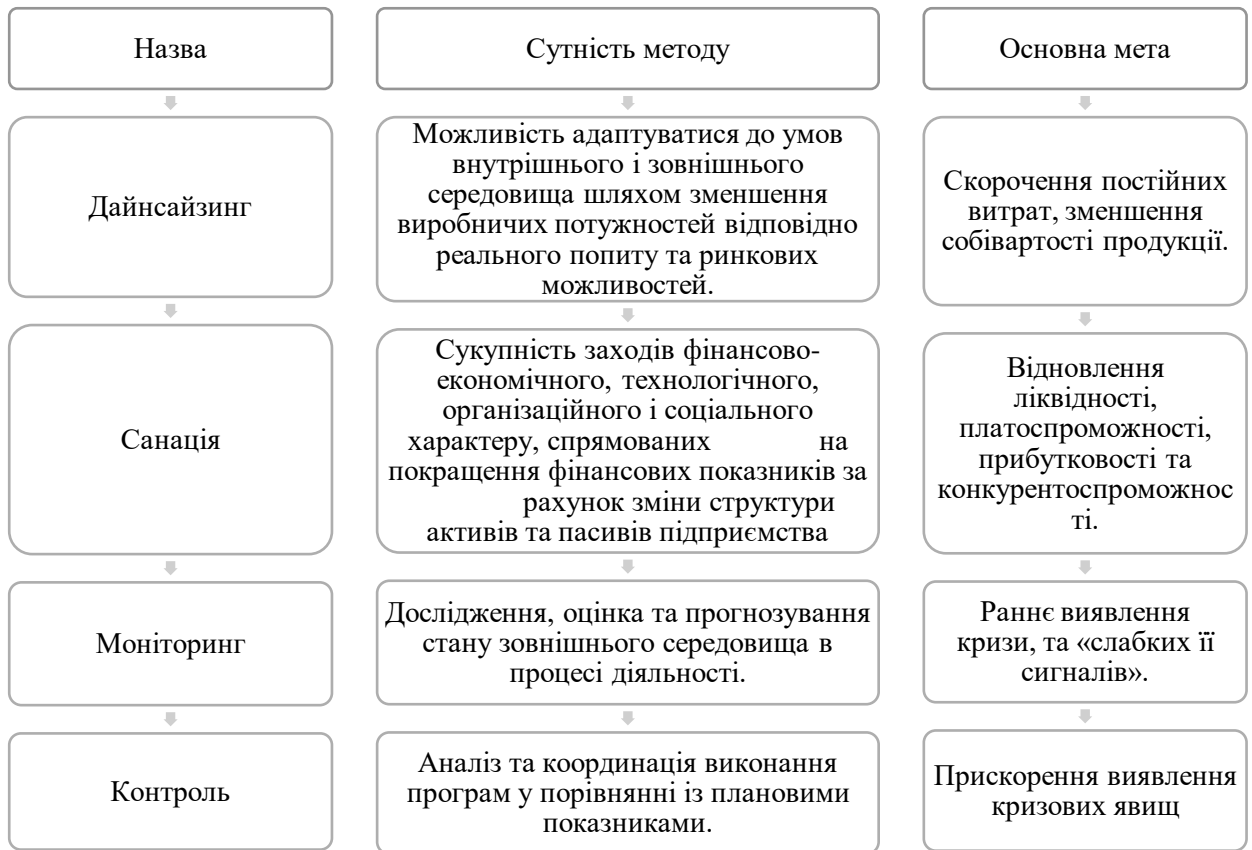 Назва
Сутність методу
Основна мета
Дайнсайзинг
Можливість адаптуватися до умов
внутрішнього і зовнішнього
середовища шляхом зменшення
виробничих потужностей відповідно
реального попиту та ринкових
можливостей.
Скорочення постійних
витрат, зменшення
собівартості продукції.
Санація
Сукупність заходів фінансово-
економічного, технологічного,
організаційного і соціального
характеру, спрямованих на
покращення фінансових показників за
рахунок зміни структури
активів та пасивів підприємства
Відновлення
ліквідності,
платоспроможності,
прибутковості та
конкурентоспроможнос
ті.
Моніторинг
Дослідження, оцінка та прогнозування
стану зовнішнього середовища в
процесі діяльності.
Раннє виявлення
кризи, та «слабких її
сигналів».
Контроль
Аналіз та координація виконання
програм у порівнянні із плановими
показниками.
Прискорення виявлення
кризових явищ